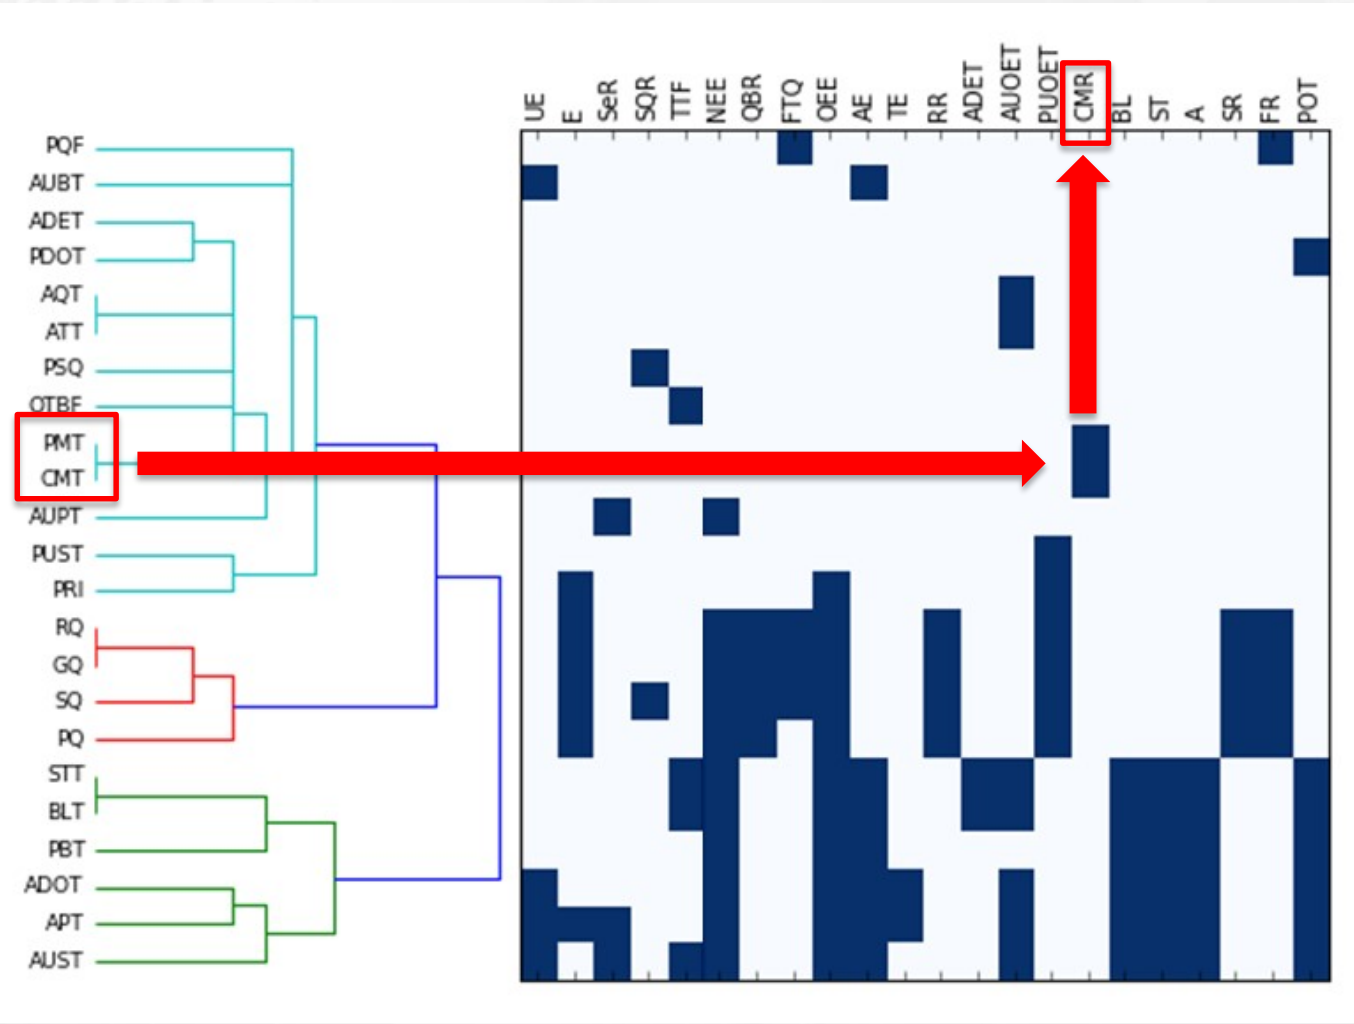 UE E SeR SQR TTF NEE QBR FTQ OEE AE TE RR ADET AUOET PUOET CMR BL ST A SR FR POT
PQF
AUBT
ADET
PDOT
AQT
ATT
PSQ
OTBF
PMT
CMT
AUPT
PUST
PRI
RQ
GQ
SQ
PQ
STT
BLT
PBT
ADOT
APT
AUST